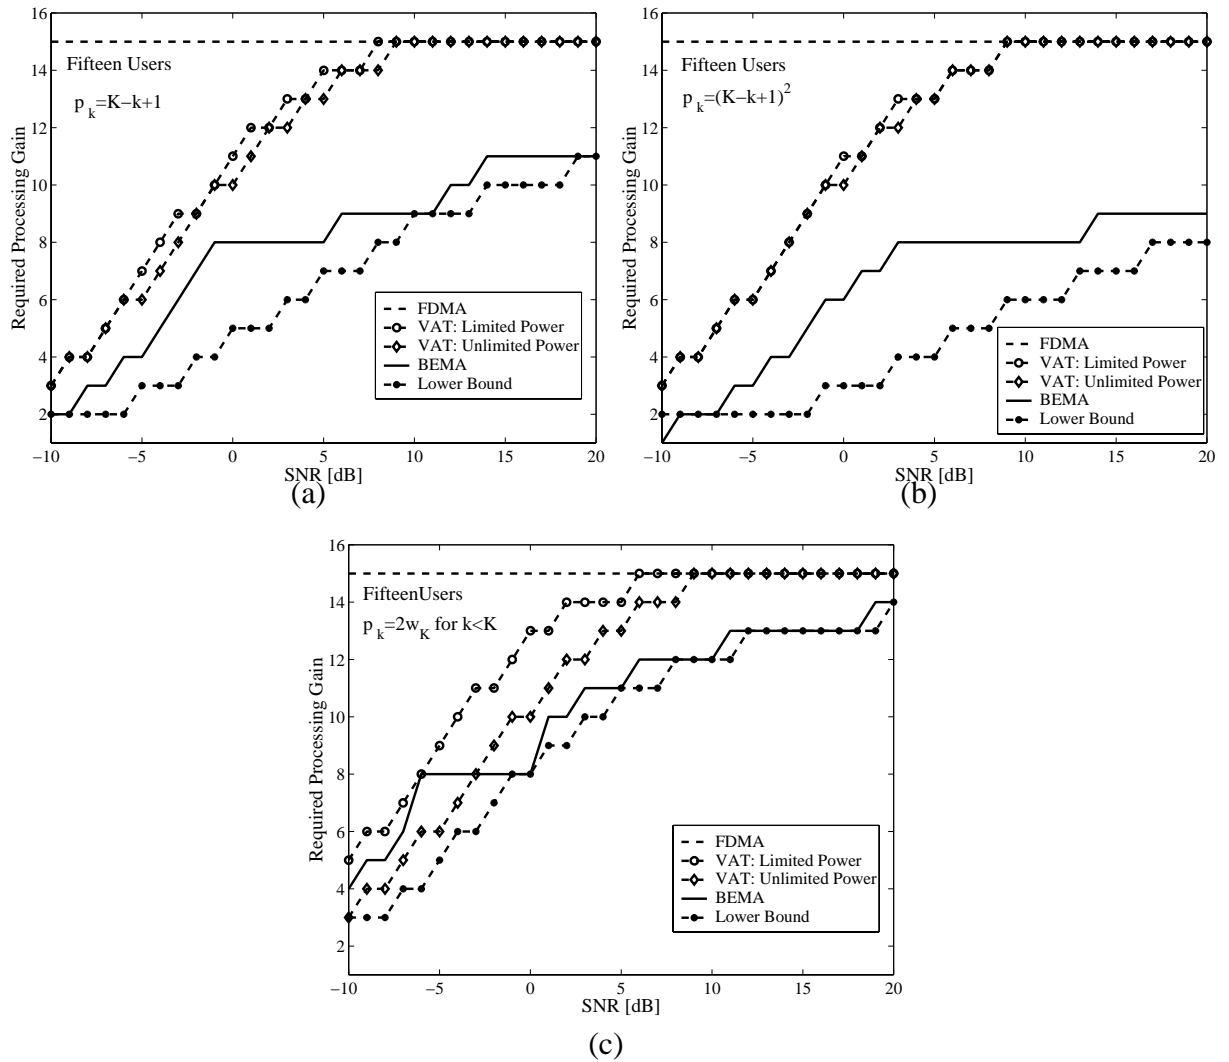 16
14
12
10
8
6
4
2
Required Processing Gain
Fifteen Users
p k=K−k+1
FDMA
VAT: Limited Power
VAT: Unlimited Power
BEMA
Lower Bound
−10 −5 0 5 10 15 20
SNR [dB]
(a)
16
14
12
10
8
6
4
2
Required Processing Gain
Fifteen Users
p k=(K−k+1)2
FDMA
VAT: Limited Power
VAT: Unlimited Power
BEMA
Lower Bound
−10 −5 0 5 10 15 20
SNR [dB]
(b)
16
14
12
10
8
6
4
2
Required Processing Gain
FifteenUsers
p k=2wK for k<K
FDMA
VAT: Limited Power
VAT: Unlimited Power
BEMA
Lower Bound
−10 −5 0 5 10 15 20
SNR [dB]
(c)